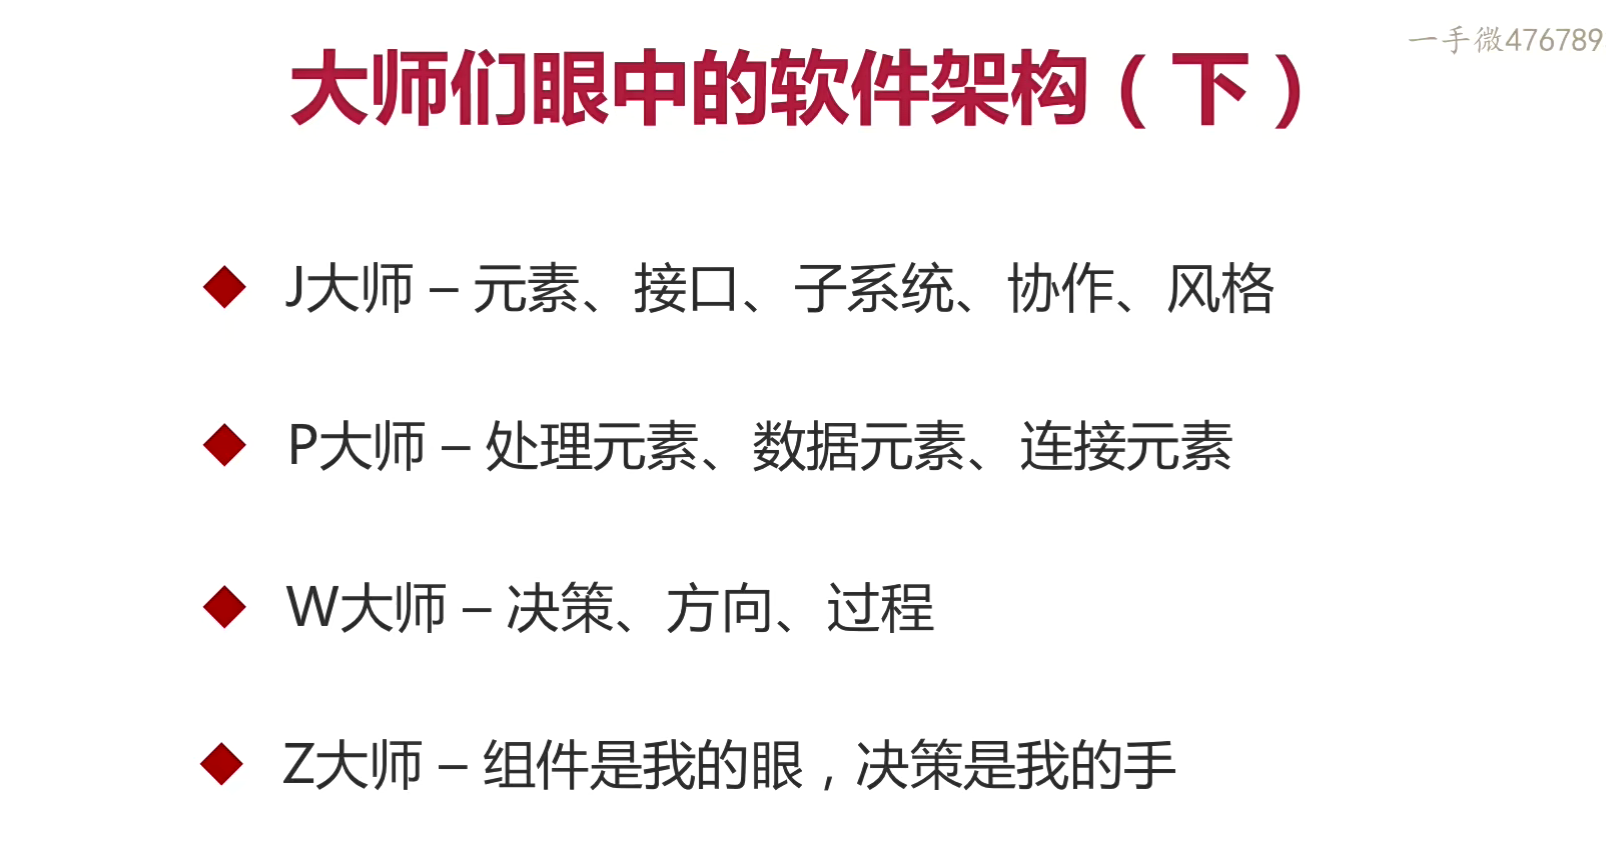 一手微476789
大师们眼中的软件架构（下）
J大师 – 元素、接口、子系统、协作、风格
P大师 – 处理元素、数据元素、连接元素
W大师 – 决策、方向、过程
Z大师 – 组件是我的眼，决策是我的手